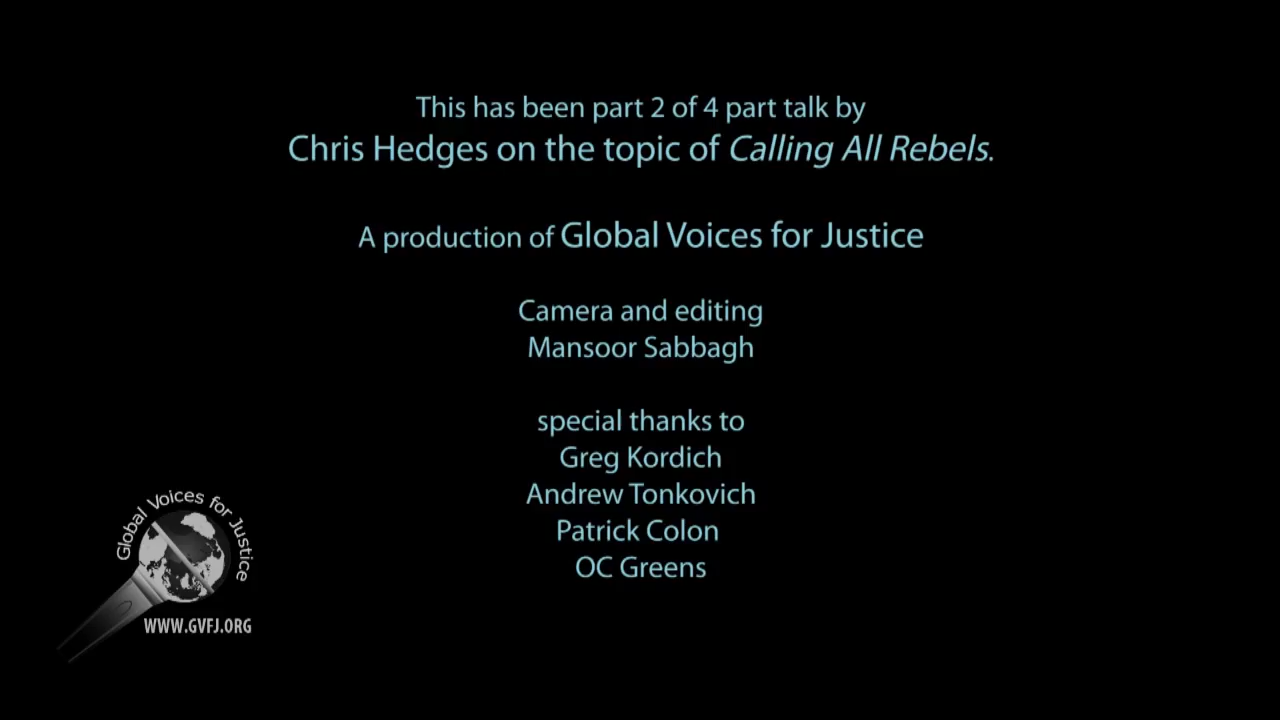 This has been part 2 of 4 part talk by
Chris Hedges on the topic of Calling All Rebels.
A production of Global Voices for Justice
Camera and editing
Mansoor Sabbagh
special thanks to
Greg Kordich
Andrew Tonkovich
Patrick Colon
OC Greens
Global Voices for Justice
WWW.GVFJ.ORG